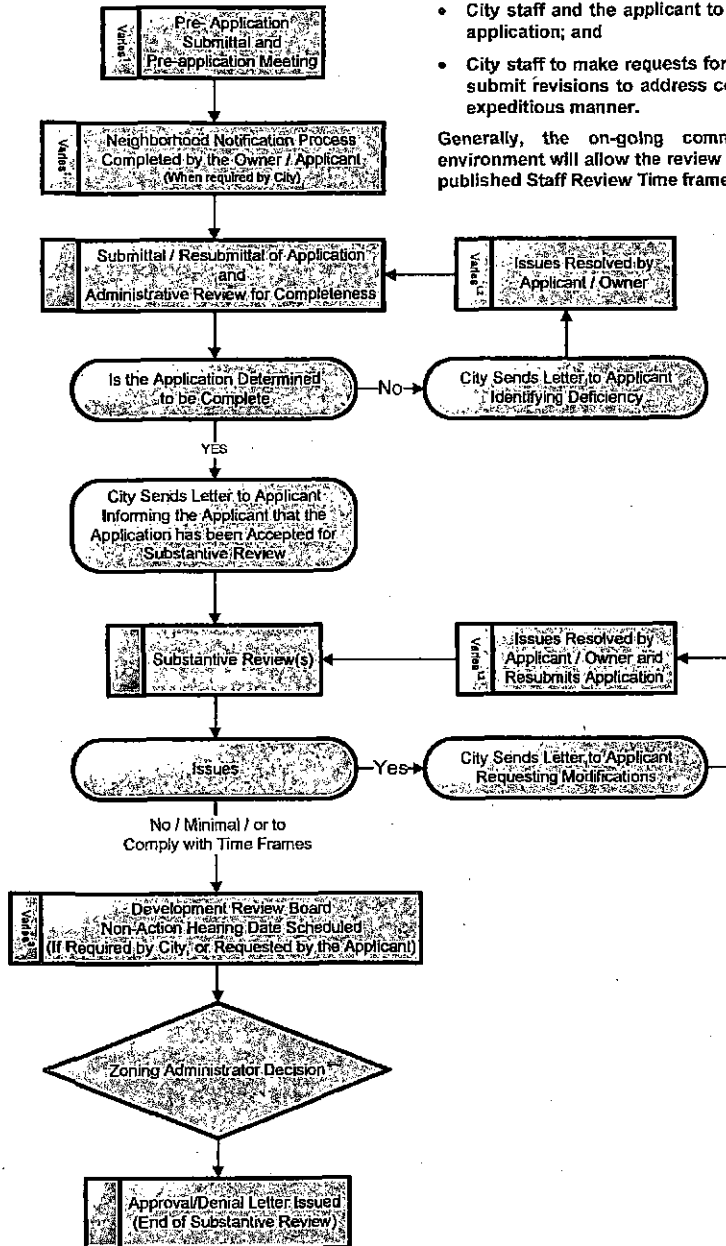 • City staff and the applicant to
application; and
• City staff to make requests for
submit revisions to address
expeditious manner.
Generally, the on-going
environment will allow the review
published Staff Review Time frame
Varies
Pre- Application
Submittal and
Pre-application Meeting
Varies
Neighborhood Notification Process
Completed by the Owner / Applicant
(When required by City)
Submittal / Resubmittal of Application
and
Administrative Review for Completeness
Varies
Issues Resolved by
Applicant / Owner
Is the Application Determined
to be Complete
No
City Sends Letter to Applicant
Identifying Deficiency
YES
City Sends Letter to Applicant
Informing the Applicant that the
Application has been Accepted for
Substantive Review
Substantive Review(s)
Varies
Issues Resolved by
Applicant / Owner and
Resubmits Application
Issues
Yes
City Sends Letter to Applicant
Requesting Modifications
No / Minimal / or to
Comply with Time Frames
Varies
Development Review Board
Non-Action Hearing Date Scheduled
(If Required by City, or Requested by the Applicant)
Zoning Administrator Decision
Approval/Denial Letter Issued
(End of Substantive Review)